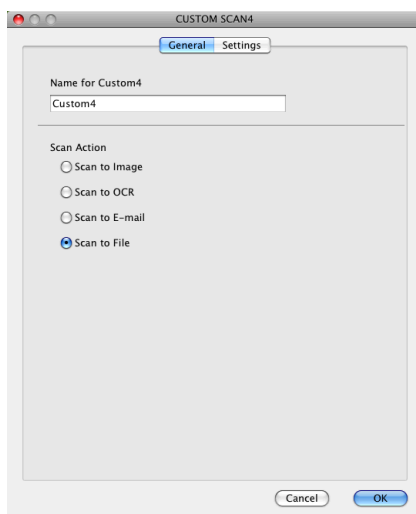 CUSTOM SCAN4
General Settings
Name for Custom4
Custom4
Scan Action
Scan to Image
Scan to OCR
Scan to E-mail
Scan to File
Cancel OK